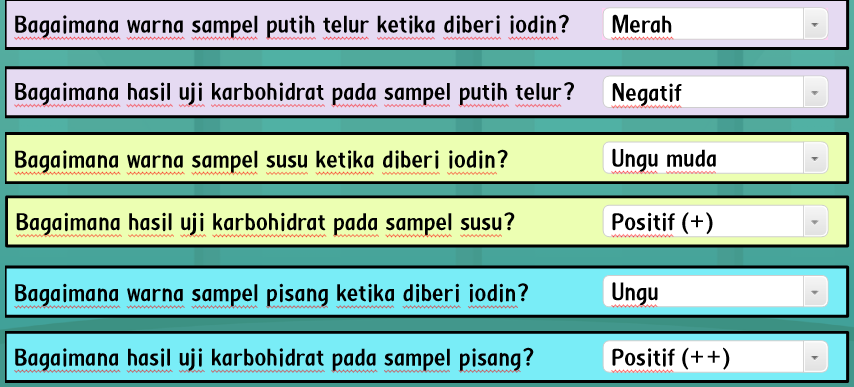 Bagaimana warna sampel putih telur ketika diberi iodin? Merah
Bagaimana hasil uji karbohidrat pada sampel putih telur? Negatif
Bagaimana warna sampel susu ketika diberi iodin? Ungu muda
Bagaimana hasil uji karbohidrat pada sampel susu? Positif (+)
Bagaimana warna sampel pisang ketika diberi iodin? Ungu
Bagaimana hasil uji karbohidrat pada sampel pisang? Positif (++)